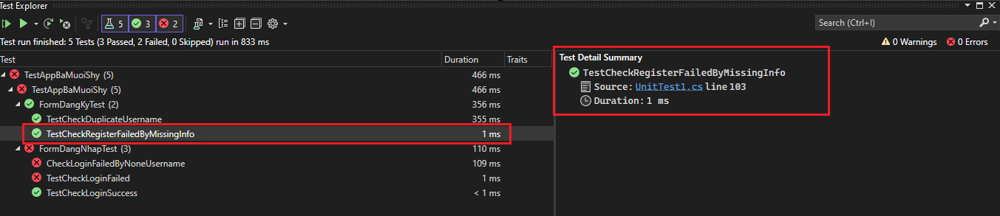 Test Explorer
5 3 2 Search (Ctrl+I)
Test run finished: 5 Tests (3 Passed, 2 Failed, 0 Skipped) run in 833 ms 0 Warnings 0 Errors
Test Duration Traits
TestAppBaMuoiShy (5) 466 ms
TestAppBaMuoiShy (5) 466 ms
FormDangKyTest (2) 356 ms
TestCheckDuplicateUsername 355 ms
TestCheckRegisterFailedByMissingInfo 1 ms
FormDangNhapTest (3) 110 ms
CheckLoginFailedByNoneUsername 109 ms
TestCheckLoginFailed 1 ms
TestCheckLoginSuccess < 1 ms
Test Detail Summary
TestCheckRegisterFailedByMissingInfo
Source: UnitTest1.cs line 103
Duration: 1 ms